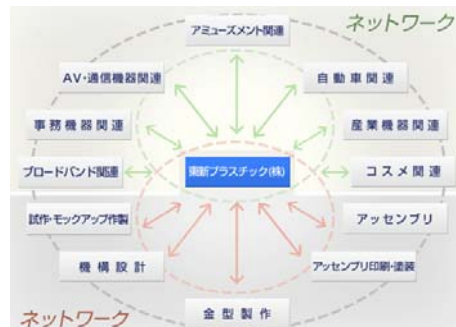 ネットワーク
アミューズメント関連
AV・通信機器関連
自動車関連
事務機器関連
産業機器関連
ブロードバンド関連
東新プラスチック(株)
コスメ関連
試作・モックアップ作製
アッセンブリ
機構設計
アッセンブリ印刷・塗装
金型製作
ネットワーク